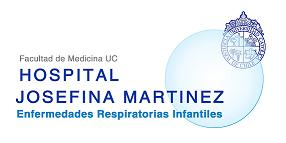 Facultad de Medicina UC
HOSPITAL
JOSEFINA MARTINEZ
Enfermedades Respiratorias Infantiles